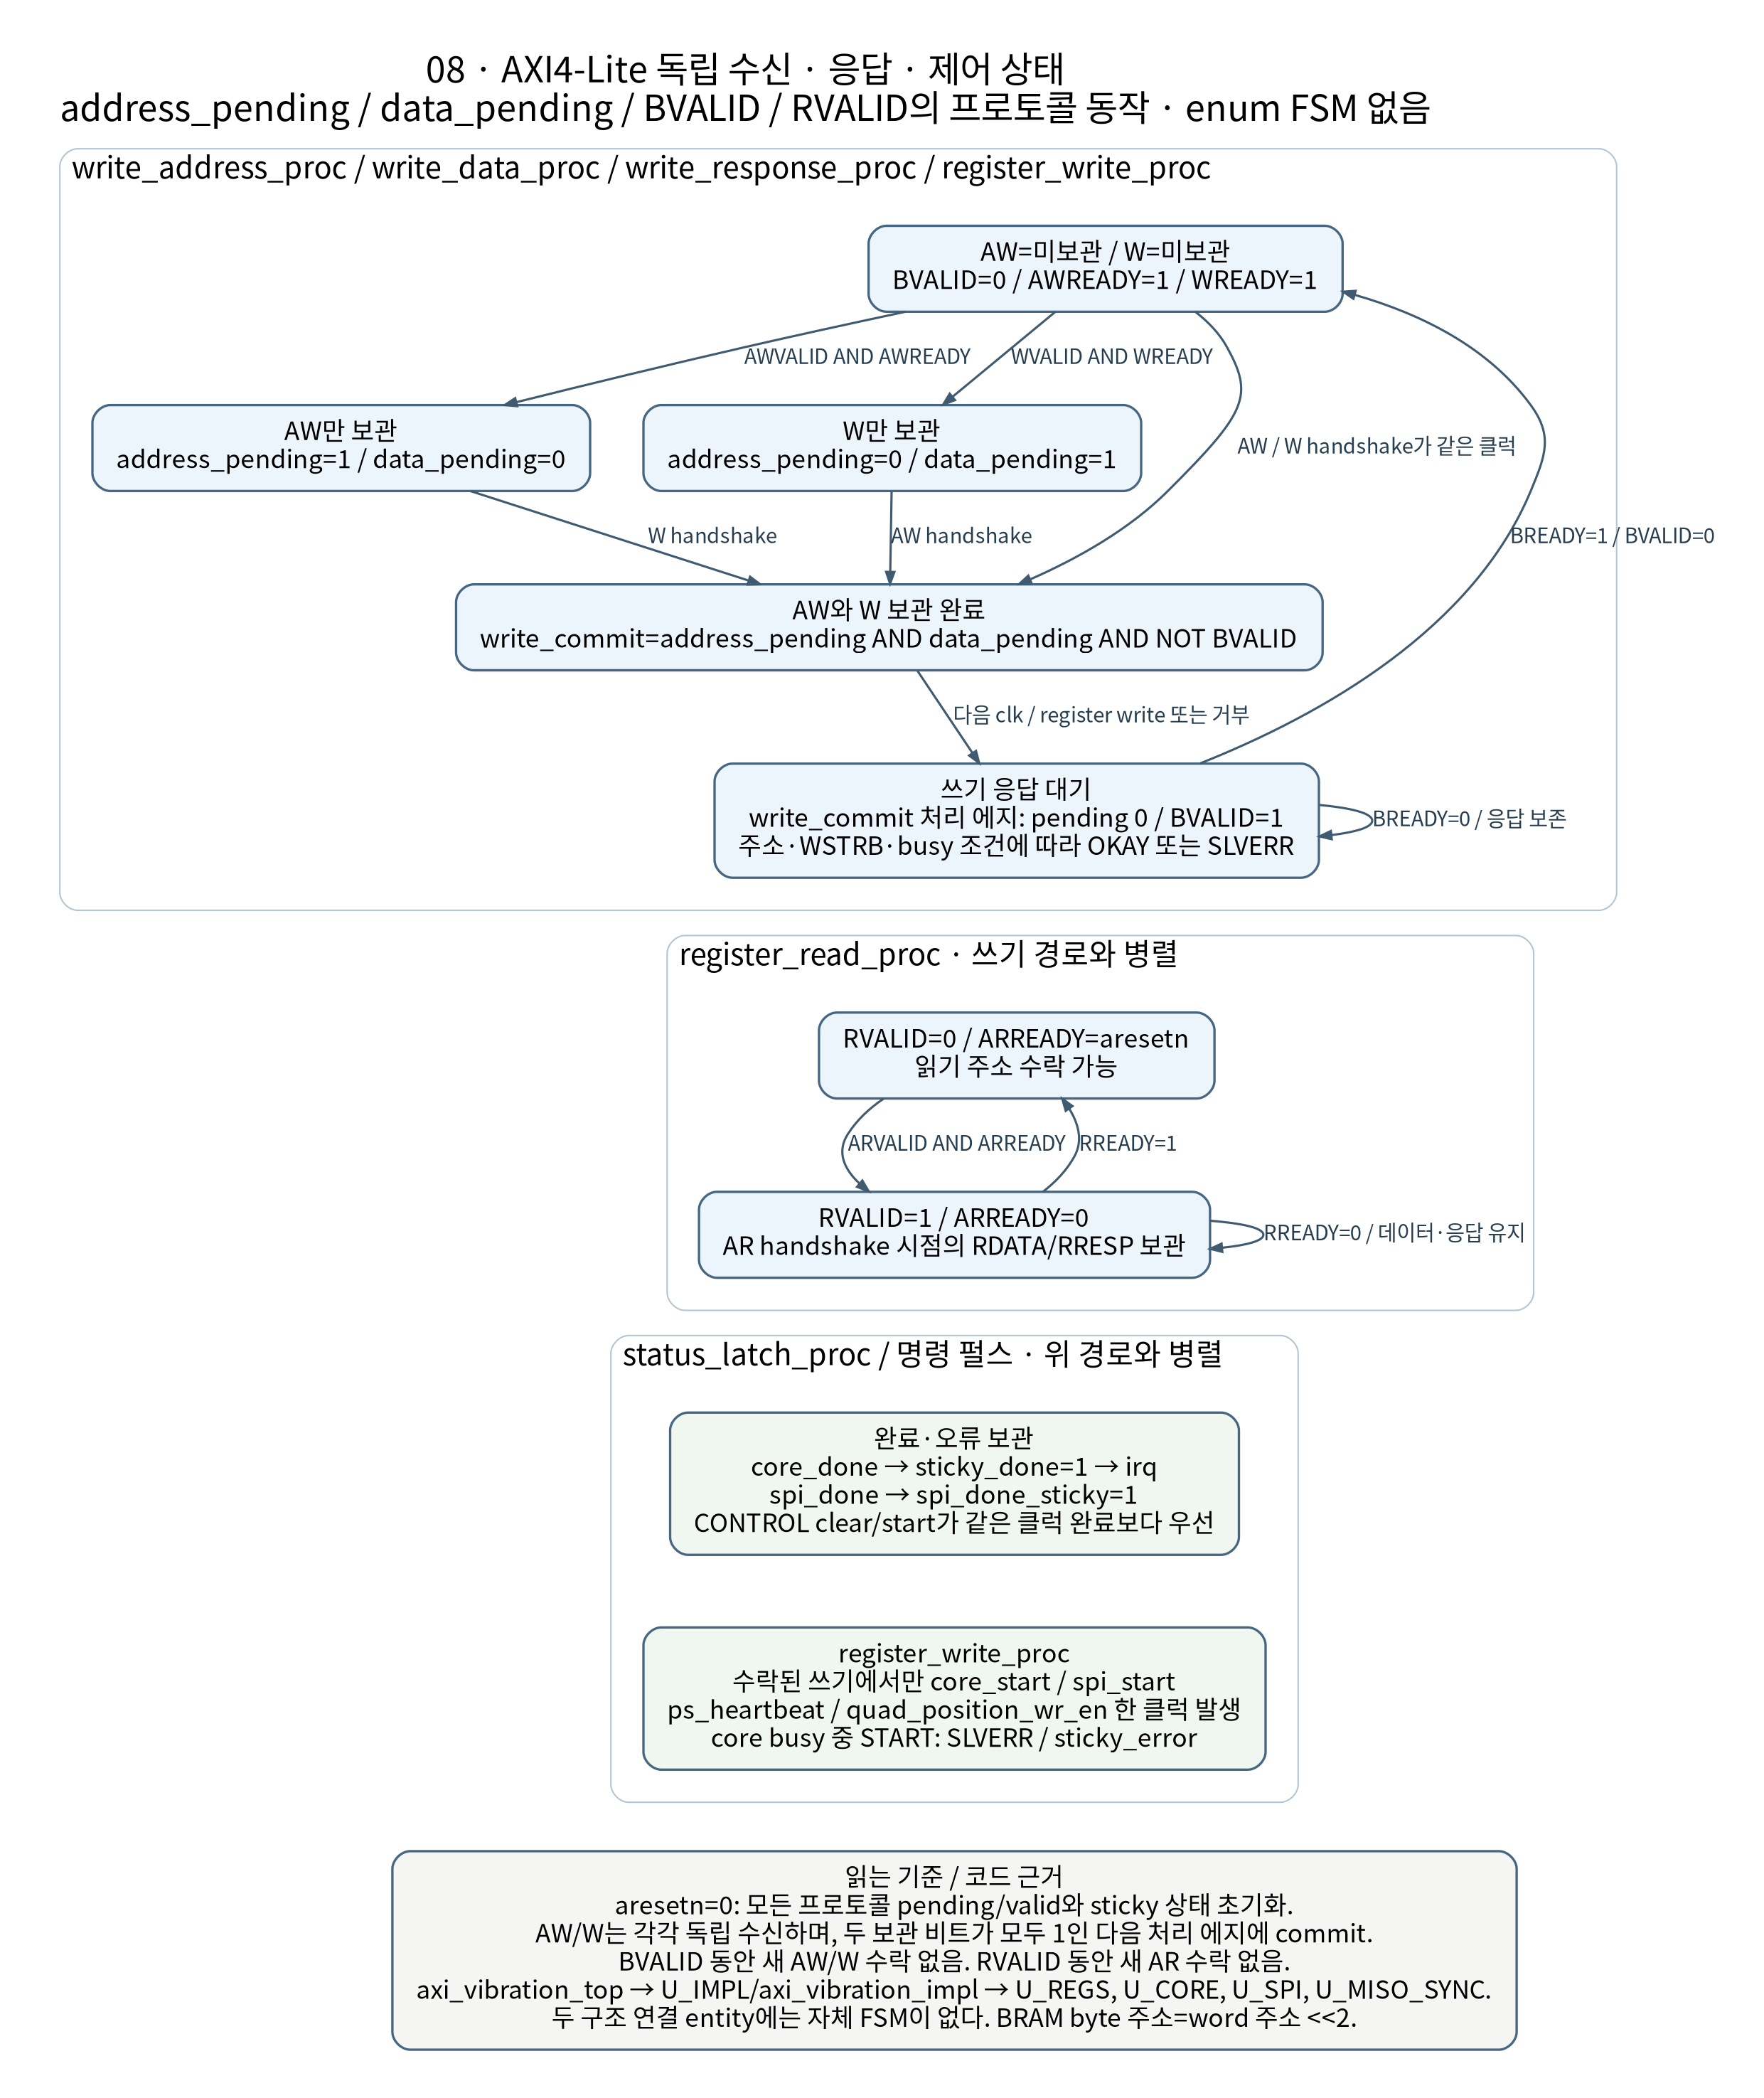 08 · AXI4-Lite 독립 수신 · 응답 · 제어 상태
address_pending / data_pending / BVALID / RVALID의 프로토콜 동작 · enum FSM 없음
write_address_proc / write_data_proc / write_response_proc / register_write_proc
AW=미보관 / W=미보관
BVALID=0 / AWREADY=1 / WREADY=1
AWVALID AND AWREADY
WVALID AND WREADY
AW만 보관
address_pending=1 / data_pending=0
W만 보관
address_pending=0 / data_pending=1
AW / W handshake가 같은 클럭
W handshake
AW handshake
BREADY=1 / BVALID=0
AW와 W 보관 완료
write_commit=address_pending AND data_pending AND NOT BVALID
다음 clk / register write 또는 거부
쓰기 응답 대기
write_commit 처리 에지: pending 0 / BVALID=1
주소·WSTRB·busy 조건에 따라 OKAY 또는 SLVERR
BREADY=0 / 응답 보존
register_read_proc · 쓰기 경로와 병렬
RVALID=0 / ARREADY=aresetn
읽기 주소 수락 가능
ARVALID AND ARREADY
RREADY=1
RVALID=1 / ARREADY=0
AR handshake 시점의 RDATA/RRESP 보관
RREADY=0 / 데이터·응답 유지
status_latch_proc / 명령 펄스 · 위 경로와 병렬
완료·오류 보관
core_done → sticky_done=1 → irq
spi_done → spi_done_sticky=1
CONTROL clear/start가 같은 클럭 완료보다 우선
register_write_proc
수락된 쓰기에서만 core_start / spi_start
ps_heartbeat / quad_position_wr_en 한 클럭 발생
core busy 중 START: SLVERR / sticky_error
읽는 기준 / 코드 근거
aresetn=0: 모든 프로토콜 pending/valid와 sticky 상태 초기화.
AW/W는 각각 독립 수신하며, 두 보관 비트가 모두 1인 다음 처리 에지에 commit.
BVALID 동안 새 AW/W 수락 없음. RVALID 동안 새 AR 수락 없음.
axi_vibration_top → U_IMPL/axi_vibration_impl → U_REGS, U_CORE, U_SPI, U_MISO_SYNC.
두 구조 연결 entity에는 자체 FSM이 없다. BRAM byte 주소=word 주소 <<2.